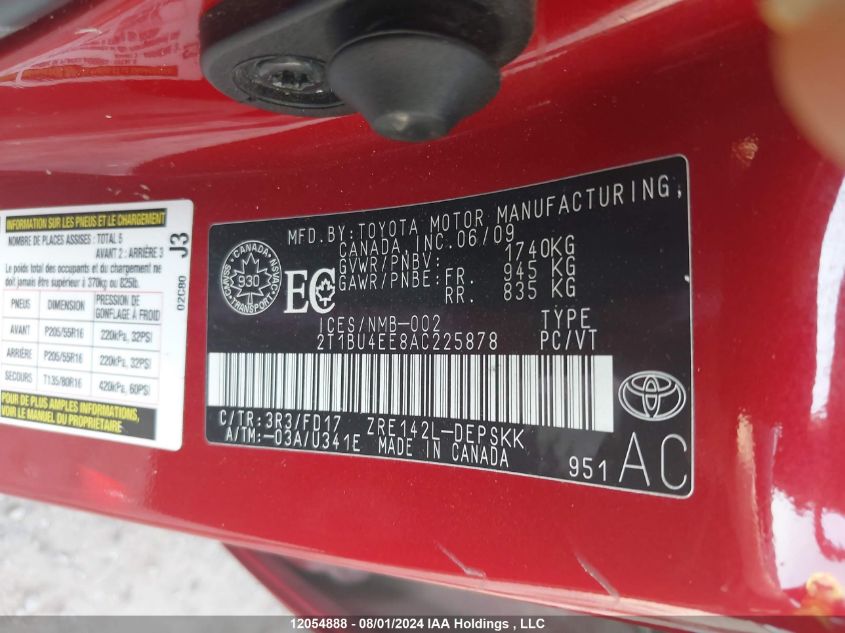 INFORMATION SUR LES PNEUS ET LE CHARGEMENT
NOMBRE DE PLACES ASSISES : TOTAL 5
AVANT 2 : ARRIÈRE 3
Le poids total des occupants et du chargement ne
doit jamais être supérieur à 370kg ou 825lb.
PNEUS DIMENSION PRESSION DE GONFLAGE À FROID
AVANT P205/55R16 220kPa, 32PSI
ARRIÈRE P205/55R16 220kPa, 32PSI
SECOURS T135/80R16 420kPa, 60PSI
POUR DE PLUS AMPLES INFORMATIONS,
VOIR LE MANUEL DU PROPRIÉTAIRE
J3
02C80
MFD.BY:TOYOTA MOTOR MANUFACTURING,
CANADA INC.06/09
GVWR/PNBV: 1740KG
GAWR/PNBE:FR. 945 KG
RR. 835 KG
CANADA
930
TRANSPORT
EC
ICES/NMB-002 TYPE
2T1BU4EE8AC225878 PC/VT
C/TR:3R3/FD17 ZRE142L-DEPSKK
A/TM:-03A/U341E MADE IN CANADA
951 AC
12054888 - 08/01/2024 IAA Holdings , LLC